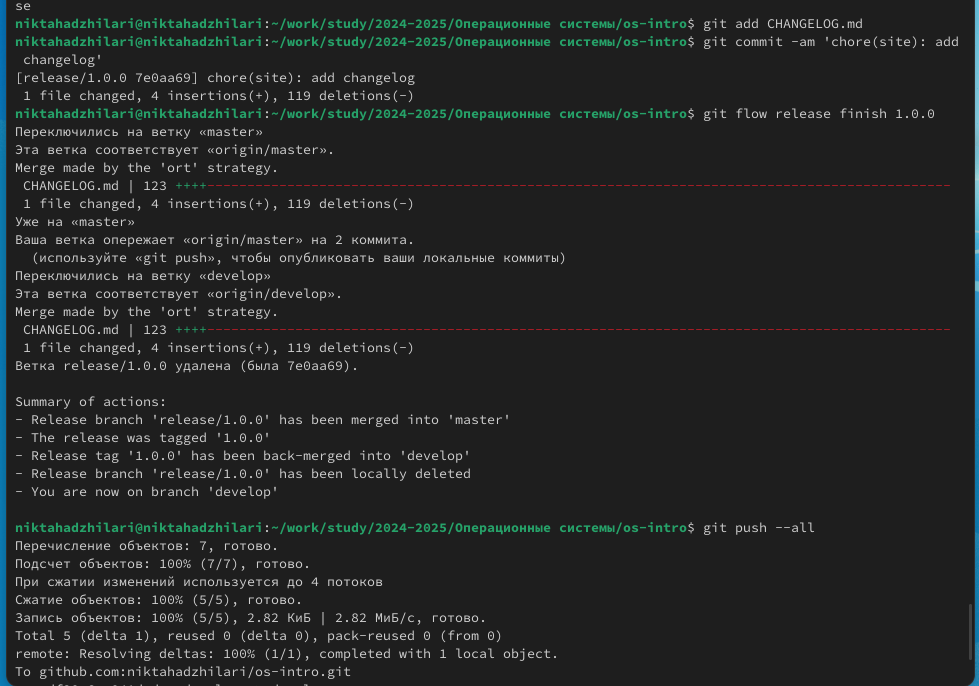 se
niktahadzhilari@niktahadzhilari:~/work/study/2024-2025/Операционные системы/os-intro$ git add CHANGELOG.md
niktahadzhilari@niktahadzhilari:~/work/study/2024-2025/Операционные системы/os-intro$ git commit -am 'chore(site): add
 changelog'
[release/1.0.0 7e0aa69] chore(site): add changelog
 1 file changed, 4 insertions(+), 119 deletions(-)
niktahadzhilari@niktahadzhilari:~/work/study/2024-2025/Операционные системы/os-intro$ git flow release finish 1.0.0
Переключились на ветку «master»
Эта ветка соответствует «origin/master».
Merge made by the 'ort' strategy.
 CHANGELOG.md | 123 ++++---------------------------------------------------------------------------------------------
 1 file changed, 4 insertions(+), 119 deletions(-)
Уже на «master»
Ваша ветка опережает «origin/master» на 2 коммита.
  (используйте «git push», чтобы опубликовать ваши локальные коммиты)
Переключились на ветку «develop»
Эта ветка соответствует «origin/develop».
Merge made by the 'ort' strategy.
 CHANGELOG.md | 123 ++++---------------------------------------------------------------------------------------------
 1 file changed, 4 insertions(+), 119 deletions(-)
Ветка release/1.0.0 удалена (была 7e0aa69).
Summary of actions:
- Release branch 'release/1.0.0' has been merged into 'master'
- The release was tagged '1.0.0'
- Release tag '1.0.0' has been back-merged into 'develop'
- Release branch 'release/1.0.0' has been locally deleted
- You are now on branch 'develop'
niktahadzhilari@niktahadzhilari:~/work/study/2024-2025/Операционные системы/os-intro$ git push --all
Перечисление объектов: 7, готово.
Подсчет объектов: 100% (7/7), готово.
При сжатии изменений используется до 4 потоков
Сжатие объектов: 100% (5/5), готово.
Запись объектов: 100% (5/5), 2.82 КиБ | 2.82 МиБ/с, готово.
Total 5 (delta 1), reused 0 (delta 0), pack-reused 0 (from 0)
remote: Resolving deltas: 100% (1/1), completed with 1 local object.
To github.com:niktahadzhilari/os-intro.git